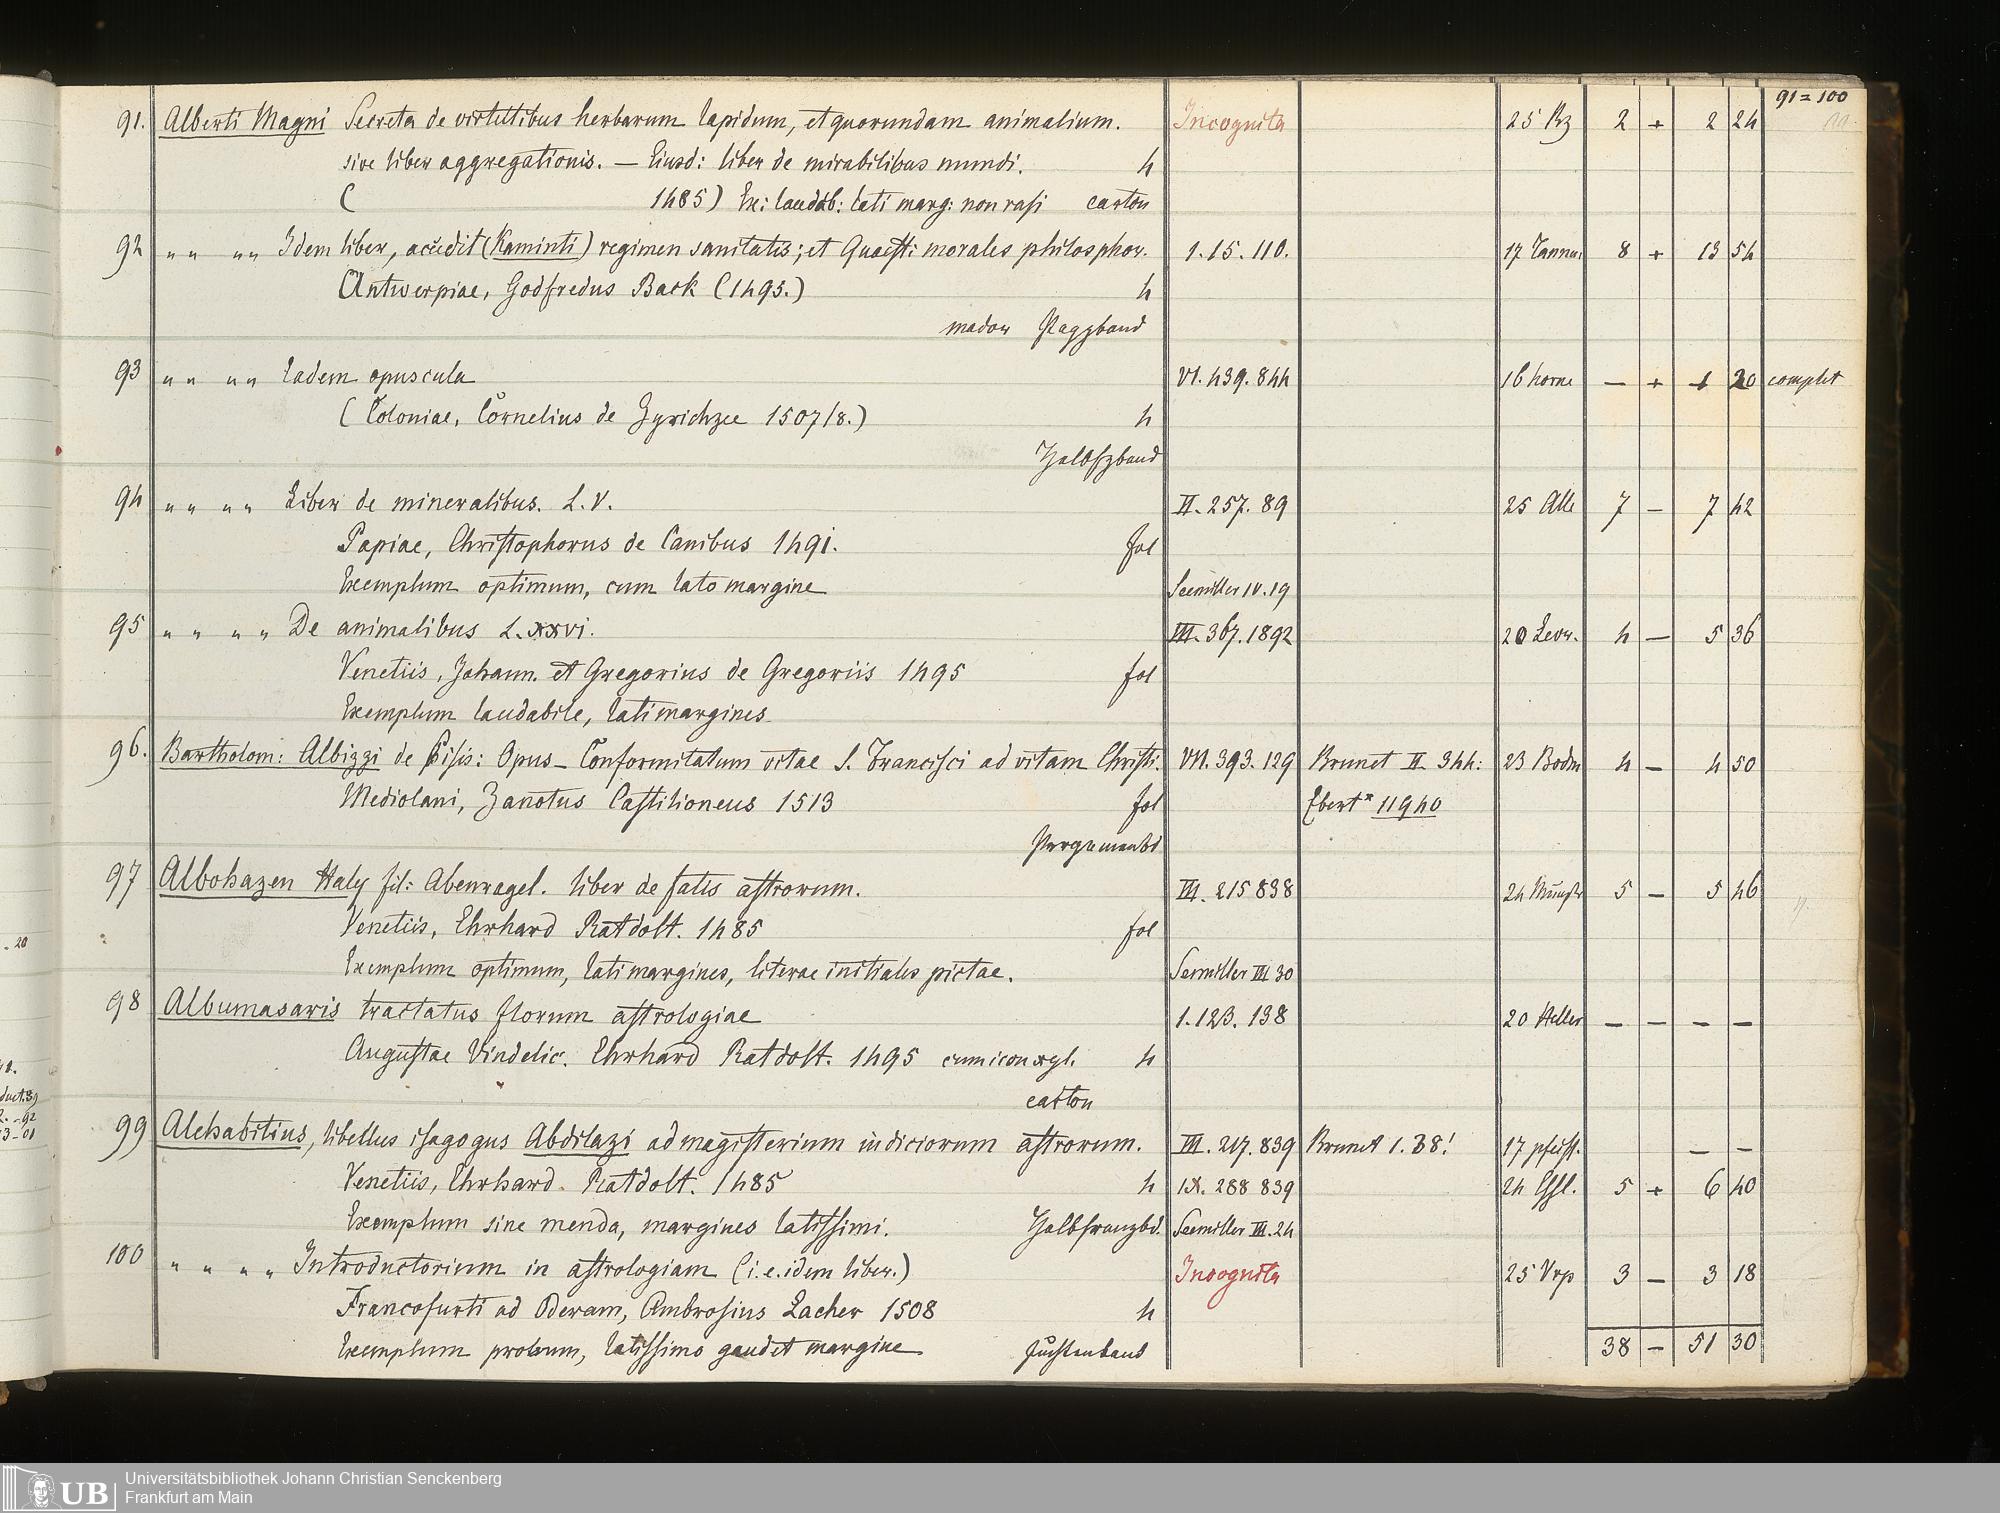 91=100
91. Alberti Magni Secreta de virtutibus herbarum lapidum, et quorundam animalium. Incognita 25 2 + 2 24
sive liber aggregationis. — Eiusd: liber de mirabilibus mundi. 4
( 1485) Ex: laudab: lati marg: non rasi carton
92 " " " " Idem liber, accedit (Kaminti) regimen sanitatis; et Quaest: morales philosophor. 1.15.110. 8 + 13 54
Antwerpiae, Godfredus Back (1495.) 4
Pappband
93 " " " " Eadem opuscula VI. 439. 844 16 horne — + 1 20 complet
(Coloniae, Cornelius de Zyrichzee 1507/8.) 4
Halbfzband
94 " " " " Liber de mineralibus. L. V. II. 257. 89 25 Alle 7 — 7 42
Papiae, Christophorus de Canibus 1491. fol
Exemplum optimum, cum lato margine Seemiller IV. 19
95 " " " " De animalibus L. xxvi. III. 367. 1892 20 Levr. 4 — 5 36
Venetiis, Johann. et Gregorius de Gregoriis 1495 fol
Exemplum laudabile, lati margines
96. Bartholom: Albizzi de Pisis: Opus Conformitatum vitae S. Francisci ad vitam Christi. VII. 393. 129 Brunet II. 344: 23 Bodm 4 — 4 50
Mediolani, Zanotus Castilioneus 1513 fol Ebert* 11940
Pergamentbd
97 Albohazen Haly fil: Abenragel. liber de fatis astrorum. III. 215 838 24 5 — 5 46
Venetiis, Ehrhard Ratdolt. 1485 fol
Exemplum optimum, lati margines, literae initiales pictae. Seemiller III 30
98 Albumasaris tractatus florum astrologiae 1. 123. 138 20 Heller — — — —
Augustae Vindelic. Ehrhard Ratdolt. 1495 cum icon xyl. 4
carton
99 Alchabitius, libellus isagogus Abdilazi ad magisterium iudiciorum astrorum. III. 217. 839 Brunet 1. 38! 17 pfeiff. — —
Venetiis, Ehrhard Ratdolt. 1485 4 IX. 288 839 24 5 + 6 40
Exemplum sine menda, margines latissimi. Halbfranzbd. Seemiller III. 24
100 " " " " Introductorium in astrologiam (i. e. idem liber.) Incognita 25 3 — 3 18
Francofurti ad Oderam, Ambrosius Lacher 1508 4
Exemplum probum, latissimo gaudet margine Juchtenband 38 — 51 30
- 20
UB Universitätsbibliothek Johann Christian Senckenberg
Frankfurt am Main